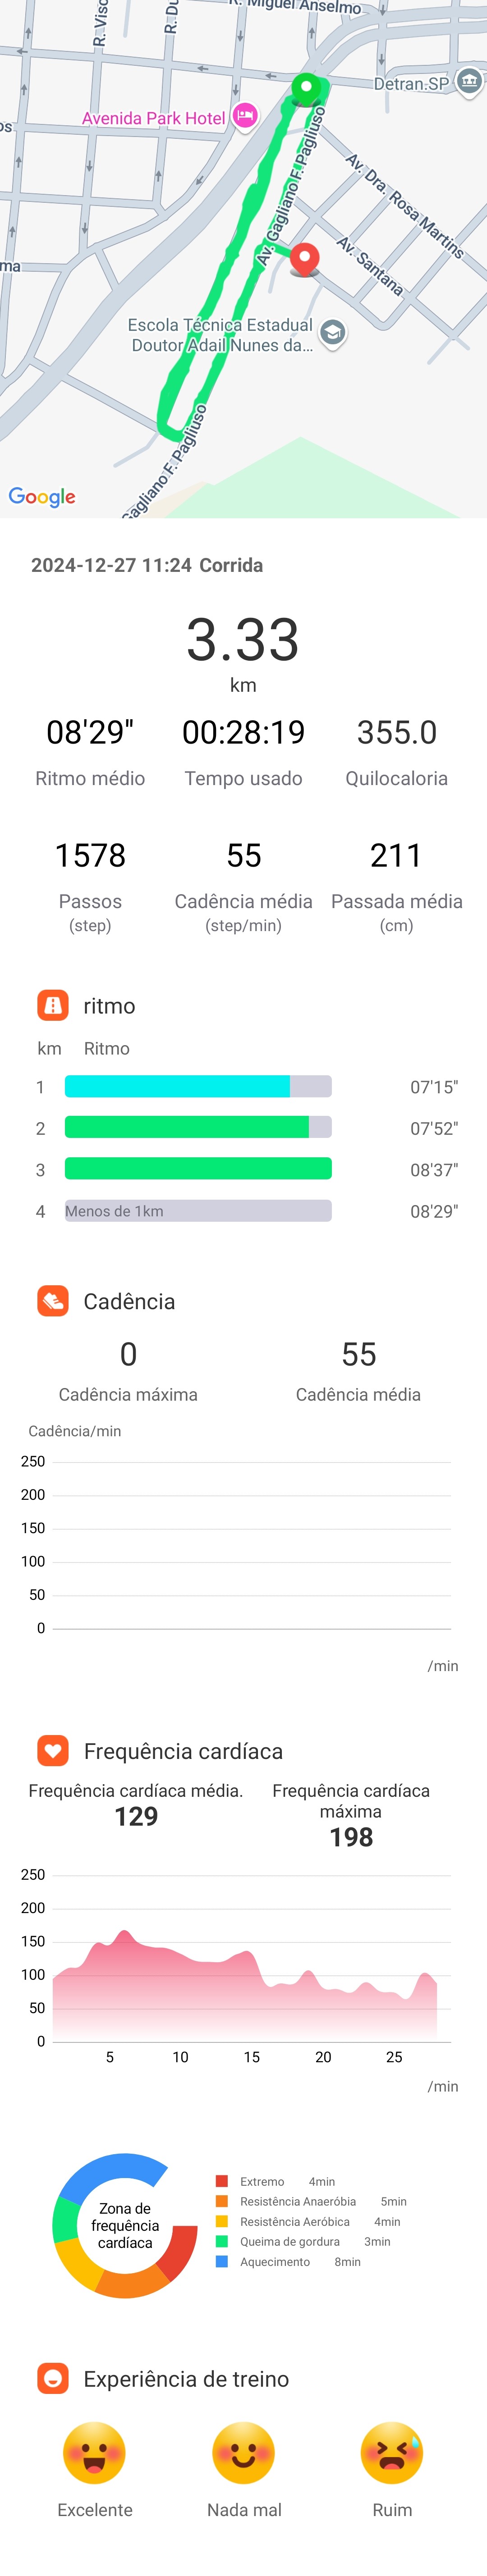 R. Miguel Anselmo
R. Visc
R. Du
Detran.SP
Avenida Park Hotel
os
Av. Gagliano F. Pagliuso
Av. Dra. Rosa Martins
Av. Santana
ma
Escola Técnica Estadual
Doutor Adail Nunes da...
Gagliano F. Pagliuso
Google
2024-12-27 11:24 Corrida
3.33
km
08'29" 00:28:19 355.0
Ritmo médio Tempo usado Quilocaloria
1578 55 211
Passos Cadência média Passada média
(step) (step/min) (cm)
ritmo
km Ritmo
1 07'15"
2 07'52"
3 08'37"
4 Menos de 1km 08'29"
Cadência
0 55
Cadência máxima Cadência média
Cadência/min
250
200
150
100
50
0
/min
Frequência cardíaca
Frequência cardíaca média. Frequência cardíaca
máxima
129
198
250
200
150
100
50
0
5 10 15 20 25
/min
Zona de
frequência
cardíaca
Extremo 4min
Resistência Anaeróbia 5min
Resistência Aeróbica 4min
Queima de gordura 3min
Aquecimento 8min
Experiência de treino
Excelente Nada mal Ruim